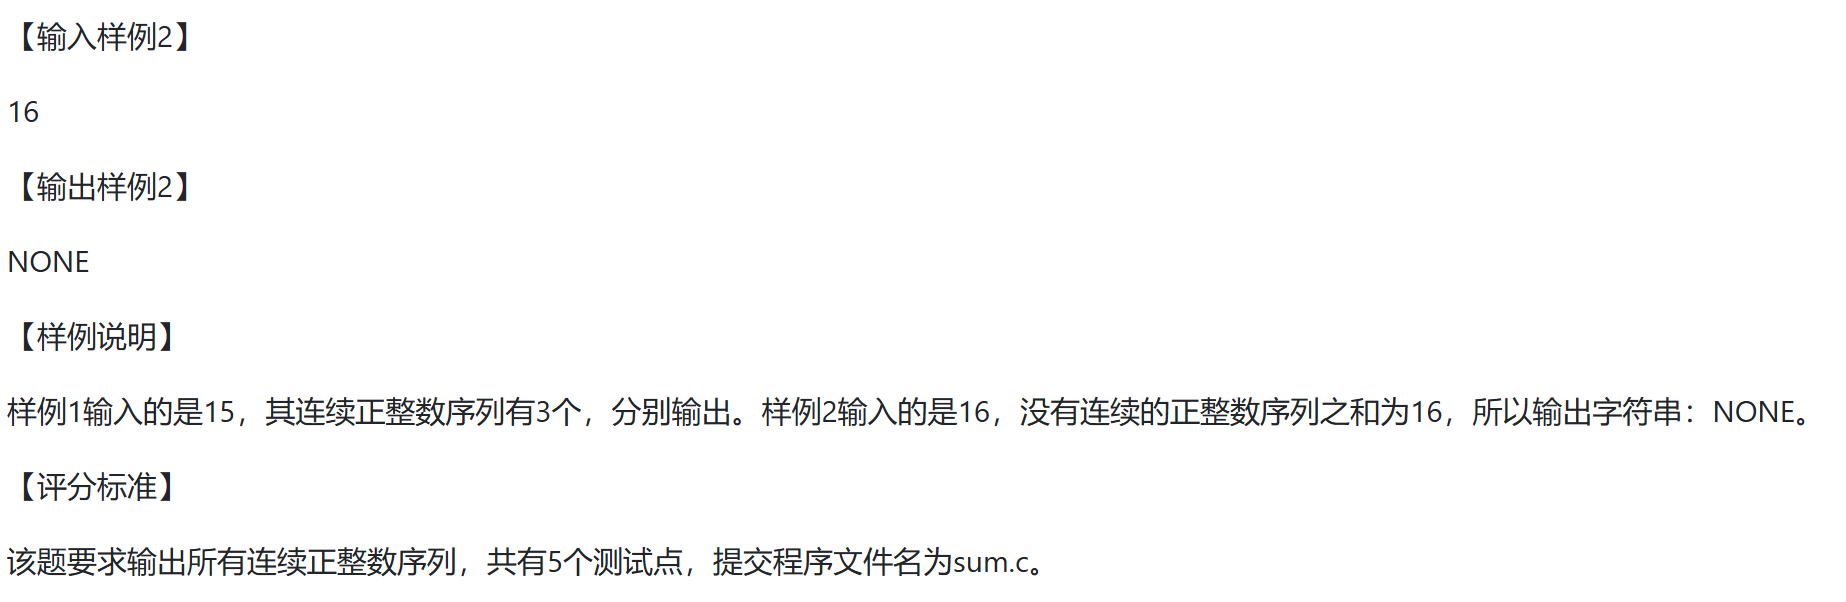 【输入样例2】
16
【输出样例2】
NONE
【样例说明】
样例1输入的是15，其连续正整数序列有3个，分别输出。样例2输入的是16，没有连续的正整数序列之和为16，所以输出字符串：NONE。
【评分标准】
该题要求输出所有连续正整数序列，共有5个测试点，提交程序文件名为sum.c。